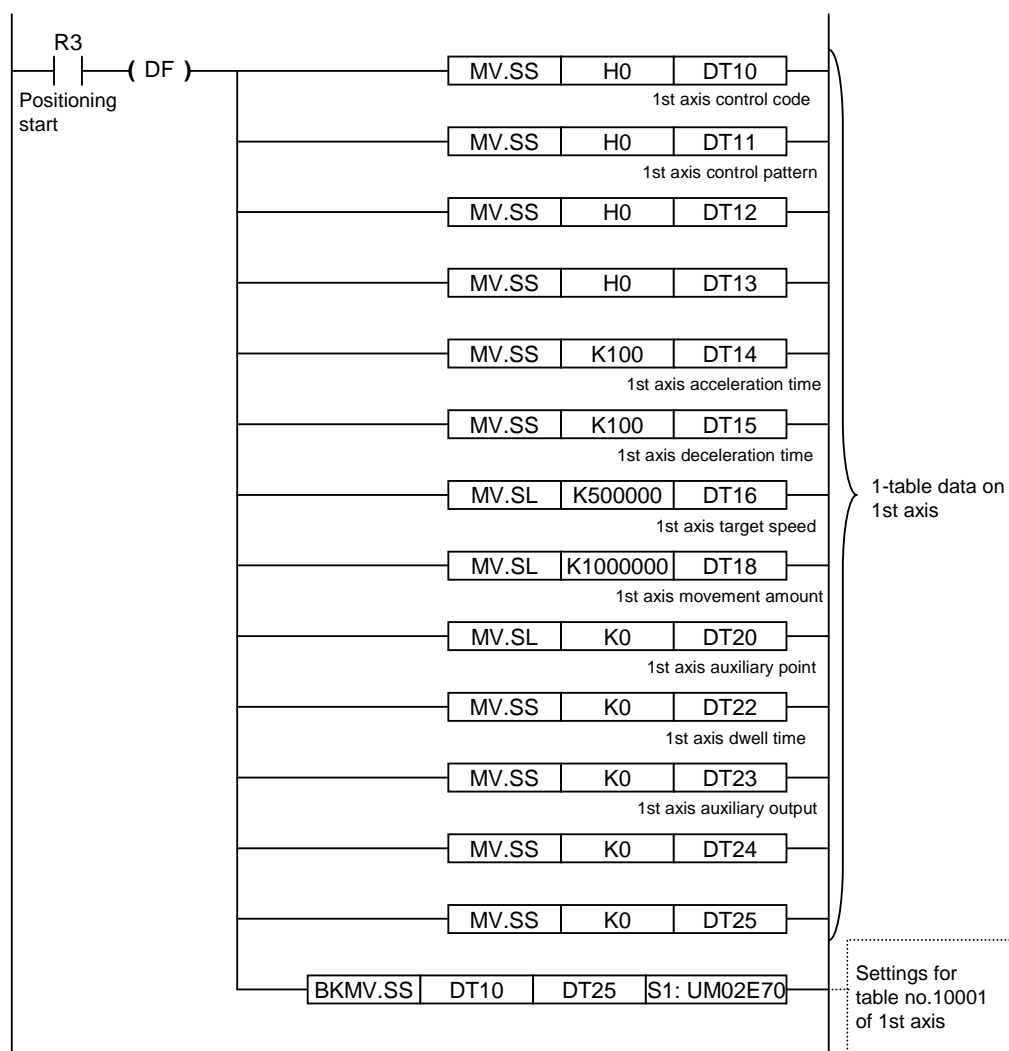 R3
( DF )
Positioning
start
MV.SS H0 DT10
1st axis control code
MV.SS H0 DT11
1st axis control pattern
MV.SS H0 DT12
MV.SS H0 DT13
MV.SS K100 DT14
1st axis acceleration time
MV.SS K100 DT15
1st axis deceleration time
MV.SL K500000 DT16
1st axis target speed
MV.SL K1000000 DT18
1st axis movement amount
MV.SL K0 DT20
1st axis auxiliary point
MV.SS K0 DT22
1st axis dwell time
MV.SS K0 DT23
1st axis auxiliary output
MV.SS K0 DT24
MV.SS K0 DT25
BKMV.SS DT10 DT25 S1: UM02E70
1-table data on
1st axis
Settings for
table no.10001
of 1st axis